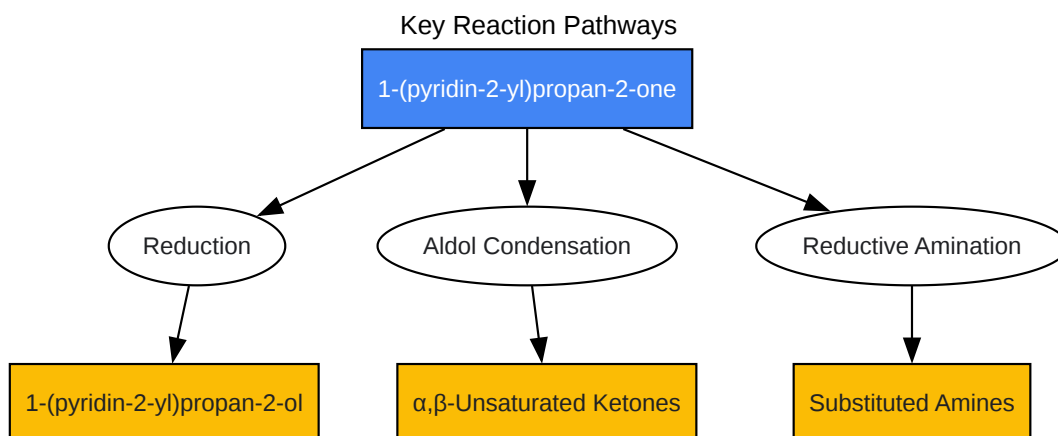 Key Reaction Pathways
1-(pyridin-2-yl)propan-2-one
Reduction
Aldol Condensation
Reductive Amination
1-(pyridin-2-yl)propan-2-ol
α,β-Unsaturated Ketones
Substituted Amines